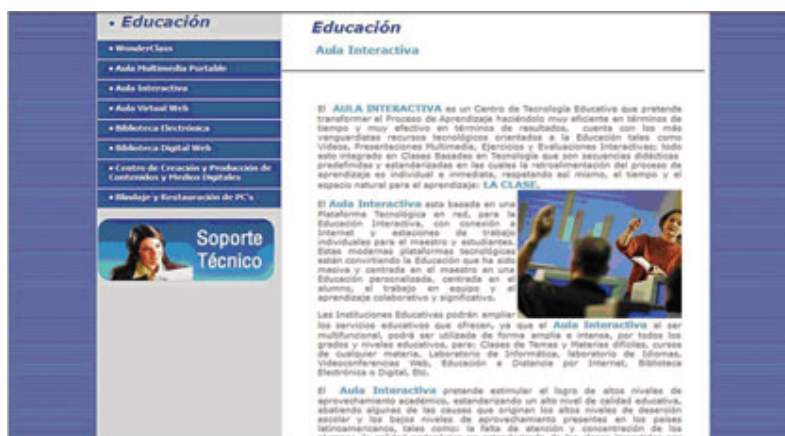 • Educación
• WonderClass
• Aula Multimedia Portable
• Aula Interactiva
• Aula Virtual Web
• Biblioteca Electrónica
• Biblioteca Digital Web
• Centro de Creación y Producción de
Contenidos y Medios Digitales
• Blindaje y Restauración de PC's
Soporte
Técnico
Educación
Aula Interactiva
El AULA INTERACTIVA es un Centro de Tecnología Educativa que pretende
transformar el Proceso de Aprendizaje haciéndolo muy eficiente en términos de
tiempo y muy efectivo en términos de resultados, cuenta con los más
vanguardistas recursos tecnológicos orientados a la Educación tales como
Videos, Presentaciones Multimedia, Ejercicios y Evaluaciones Interactivas; todo
esto integrado en Clases Basadas en Tecnología que son secuencias didácticas
predefinidas y estandarizadas en las cuales la retroalimentación del proceso de
aprendizaje es individual e inmediata, respetando así mismo, el tiempo y el
espacio natural para el aprendizaje: LA CLASE.
El Aula Interactiva esta basada en una
Plataforma Tecnológica en red, para la
Educación Interactiva, con conexión a
Internet y estaciones de trabajo
individuales para el maestro y estudiantes.
Estas modernas plataformas tecnológicas
están convirtiendo la Educación que ha sido
masiva y centrada en el maestro en una
Educación personalizada, centrada en el
alumno, el trabajo en equipo y el
aprendizaje colaborativo y significativo.
Las Instituciones Educativas podrán ampliar
los servicios educativos que ofrecen, ya que el Aula Interactiva al ser
multifuncional, podrá ser utilizada de forma amplia e intensa, por todos los
grados y niveles educativos, para: Clases de Temas y Materias difíciles, cursos
de cualquier materia, Laboratorio de Informática, laboratorio de Idiomas,
Videoconferencias Web, Educación a Distancia por Internet, Biblioteca
Electrónica o Digital, Etc.
El Aula Interactiva pretende estimular el logro de altos niveles de
aprovechamiento académico, estandarizando un alto nivel de calidad educativa,
abatiendo algunas de las causas que originan los altos niveles de deserción
escolar y los bajos niveles de aprovechamiento presentes en los países
latinoamericanos, tales como: la falta de atención y concentración de los